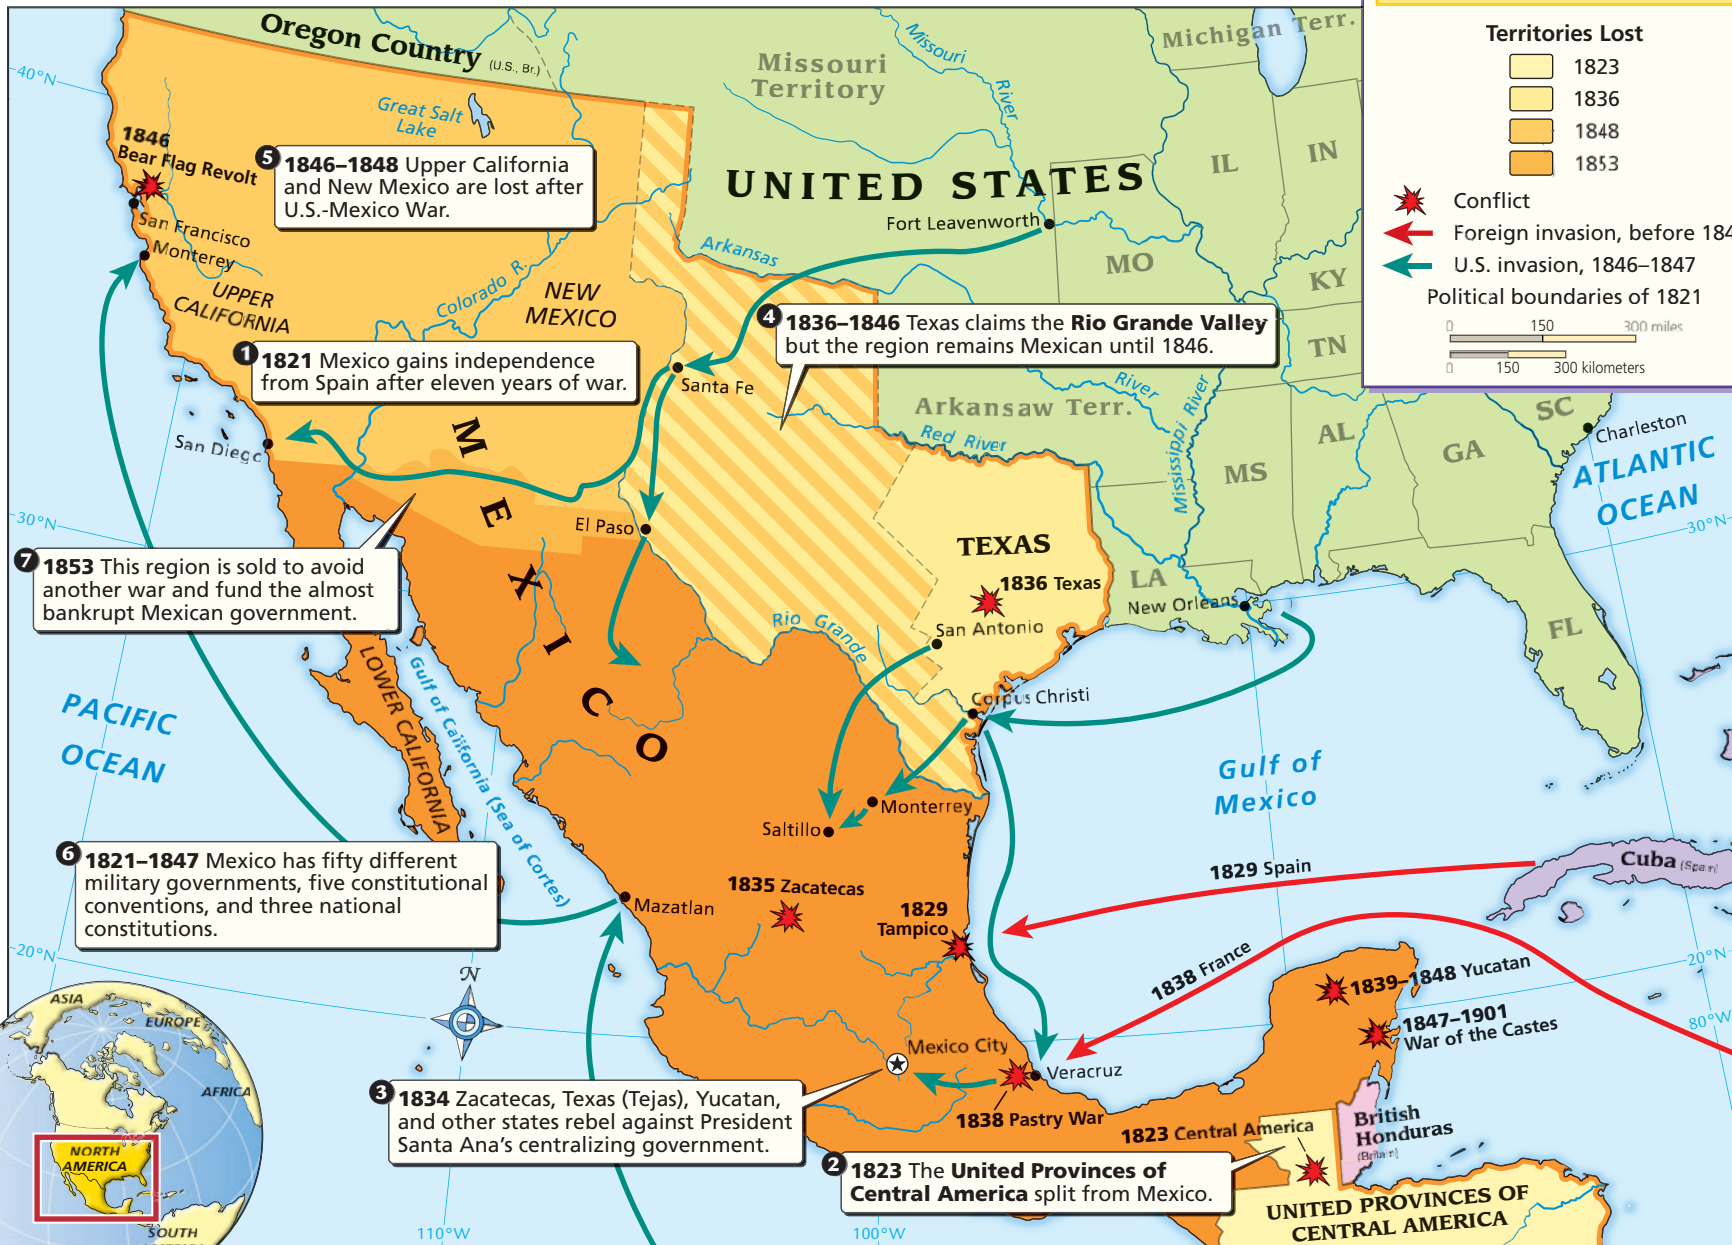 Oregon Country (U.S., Br.)
Missouri
Territory
Missouri
River
Michigan Terr.
Territories Lost
1823
1836
1848
1853
Conflict
Foreign invasion, before 184
U.S. invasion, 1846–1847
Political boundaries of 1821
0 150 300 miles
0 150 300 kilometers
40°N
Great Salt
Lake
1846
Bear Flag Revolt
5 1846–1848 Upper California
and New Mexico are lost after
U.S.-Mexico War.
UNITED STATES
IL
IN
Fort Leavenworth
MO
KY
TN
San Francisco
Monterey
UPPER
CALIFORNIA
Colorado R.
NEW
MEXICO
Arkansas
River
4 1836–1846 Texas claims the Rio Grande Valley
but the region remains Mexican until 1846.
1 1821 Mexico gains independence
from Spain after eleven years of war.
Santa Fe
Arkansaw Terr.
Red River
Mississippi River
MS
AL
GA
SC
Charleston
ATLANTIC
OCEAN
San Diego
MEXICO
El Paso
30°N
30°N
TEXAS
1836 Texas
San Antonio
LA
New Orleans
FL
7 1853 This region is sold to avoid
another war and fund the almost
bankrupt Mexican government.
LOWER CALIFORNIA
Gulf of California (Sea of Cortes)
Rio Grande
Corpus Christi
PACIFIC
OCEAN
Gulf of
Mexico
Monterrey
Saltillo
6 1821–1847 Mexico has fifty different
military governments, five constitutional
conventions, and three national
constitutions.
Mazatlan
1835 Zacatecas
1829
Tampico
1829 Spain
Cuba (Spain)
1838 France
20°N
20°N
80°W
N
1839–1848 Yucatan
1847–1901
War of the Castes
Mexico City
Veracruz
1838 Pastry War
3 1834 Zacatecas, Texas (Tejas), Yucatan,
and other states rebel against President
Santa Ana's centralizing government.
1823 Central America
British
Honduras
(Britain)
2 1823 The United Provinces of
Central America split from Mexico.
UNITED PROVINCES OF
CENTRAL AMERICA
110°W
100°W
ASIA
EUROPE
AFRICA
NORTH
AMERICA
SOUTH